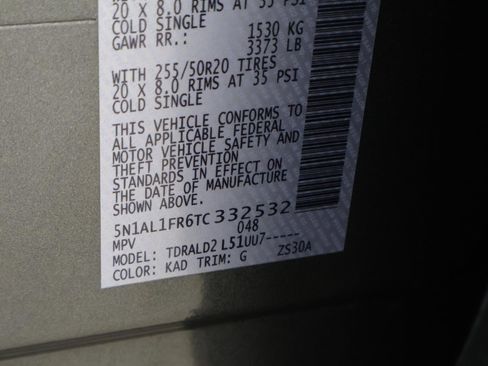 20 X 8.0 RIMS AT 35 PSI
COLD SINGLE
GAWR RR.: 1530 KG
3373 LB
WITH 255/50R20 TIRES
20 X 8.0 RIMS AT 35 PSI
COLD SINGLE
THIS VEHICLE CONFORMS TO
ALL APPLICABLE FEDERAL
MOTOR VEHICLE SAFETY AND
THEFT PREVENTION
STANDARDS IN EFFECT ON
THE DATE OF MANUFACTURE
SHOWN ABOVE.
5N1AL1FR6TC332532
MPV 048
MODEL: TDRALD2 L51UU7-----
COLOR: KAD TRIM: G ZS30A